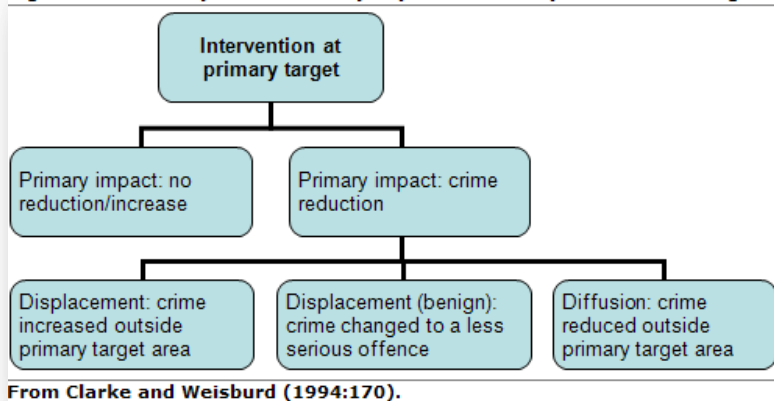 Intervention at
primary target
Primary impact: no
reduction/increase
Primary impact: crime
reduction
Displacement: crime
increased outside
primary target area
Displacement (benign):
crime changed to a less
serious offence
Diffusion: crime
reduced outside
primary target area
From Clarke and Weisburd (1994:170).